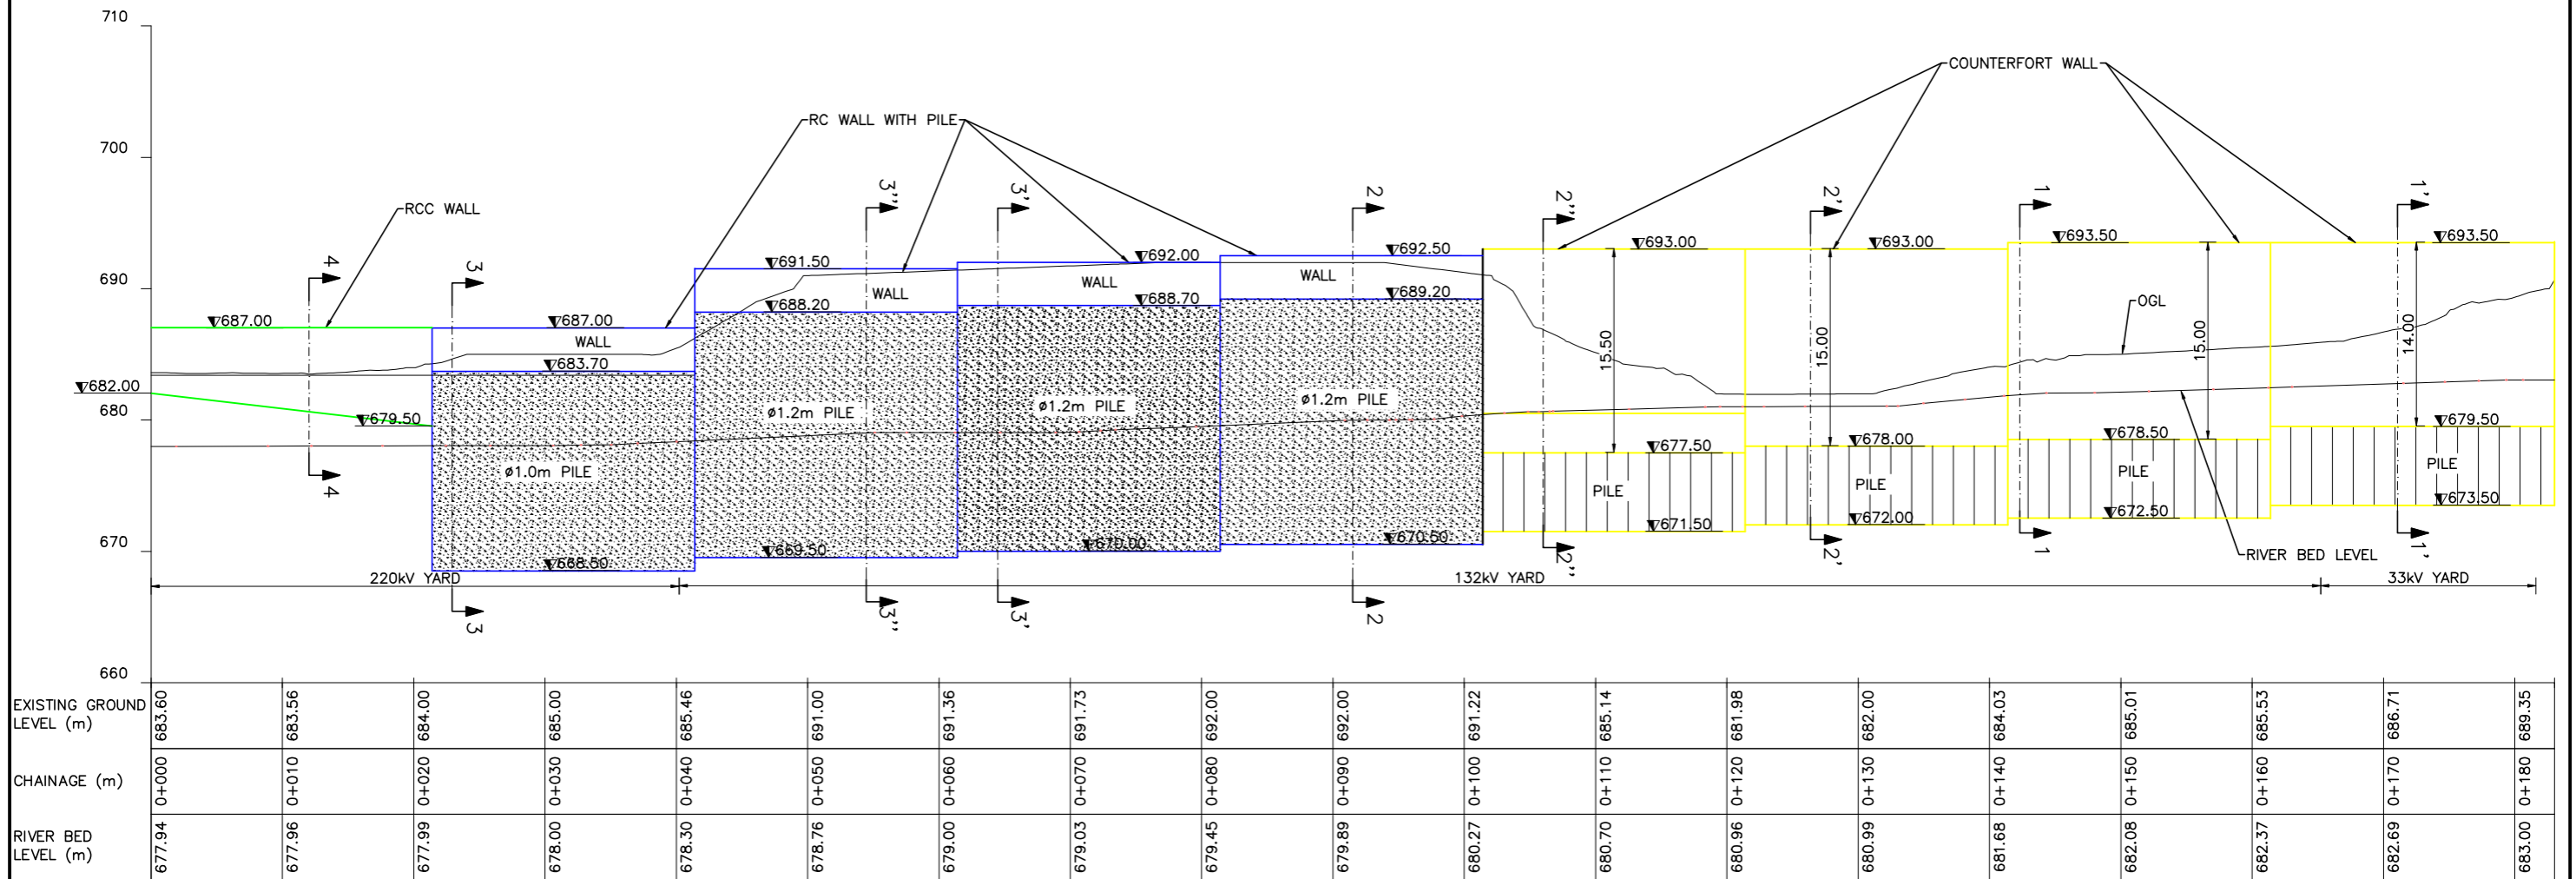 710
700
690
680
670
660
COUNTERFORT WALL
RC WALL WITH PILE
RCC WALL
4
3
3''
3'
2
2''
2'
1
1'
687.00
687.00
691.50
692.00
692.50
693.00
693.00
693.50
693.50
WALL
WALL
WALL
WALL
683.70
688.20
688.70
689.20
OGL
15.50
15.00
15.00
14.00
682.00
679.50
ø1.0m PILE
ø1.2m PILE
ø1.2m PILE
ø1.2m PILE
677.50
678.00
678.50
679.50
PILE
PILE
PILE
PILE
668.50
669.50
670.00
670.50
671.50
672.00
672.50
673.50
RIVER BED LEVEL
220kV YARD
132kV YARD
33kV YARD
4
3
3''
3'
2
2''
2'
1
1'
EXISTING GROUND
LEVEL (m)
683.60 683.56 684.00 685.00 685.46 691.00 691.36 691.73 692.00 692.00 691.22 685.14 681.98 682.00 684.03 685.01 685.53 686.71 689.35
CHAINAGE (m)
0+000 0+010 0+020 0+030 0+040 0+050 0+060 0+070 0+080 0+090 0+100 0+110 0+120 0+130 0+140 0+150 0+160 0+170 0+180
RIVER BED
LEVEL (m)
677.94 677.96 677.99 678.00 678.30 678.76 679.00 679.03 679.45 679.89 680.27 680.70 680.96 680.99 681.68 682.08 682.37 682.69 683.00